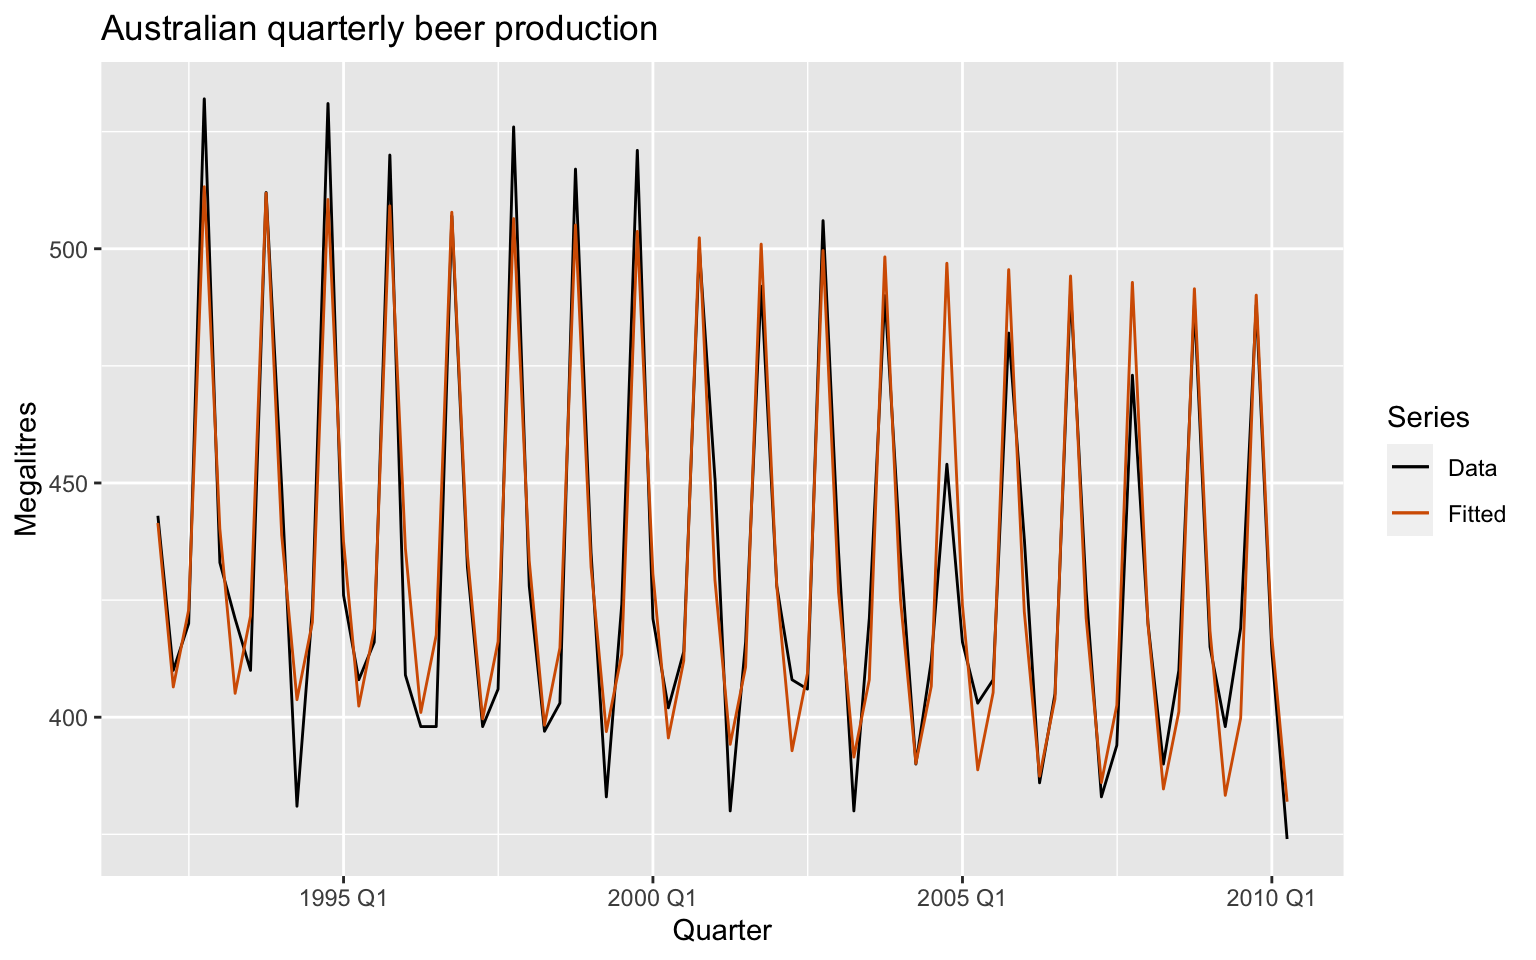 Australian quarterly beer production
Megalitres
500
450
400
1995 Q1
2000 Q1
2005 Q1
2010 Q1
Quarter
Series
Data
Fitted